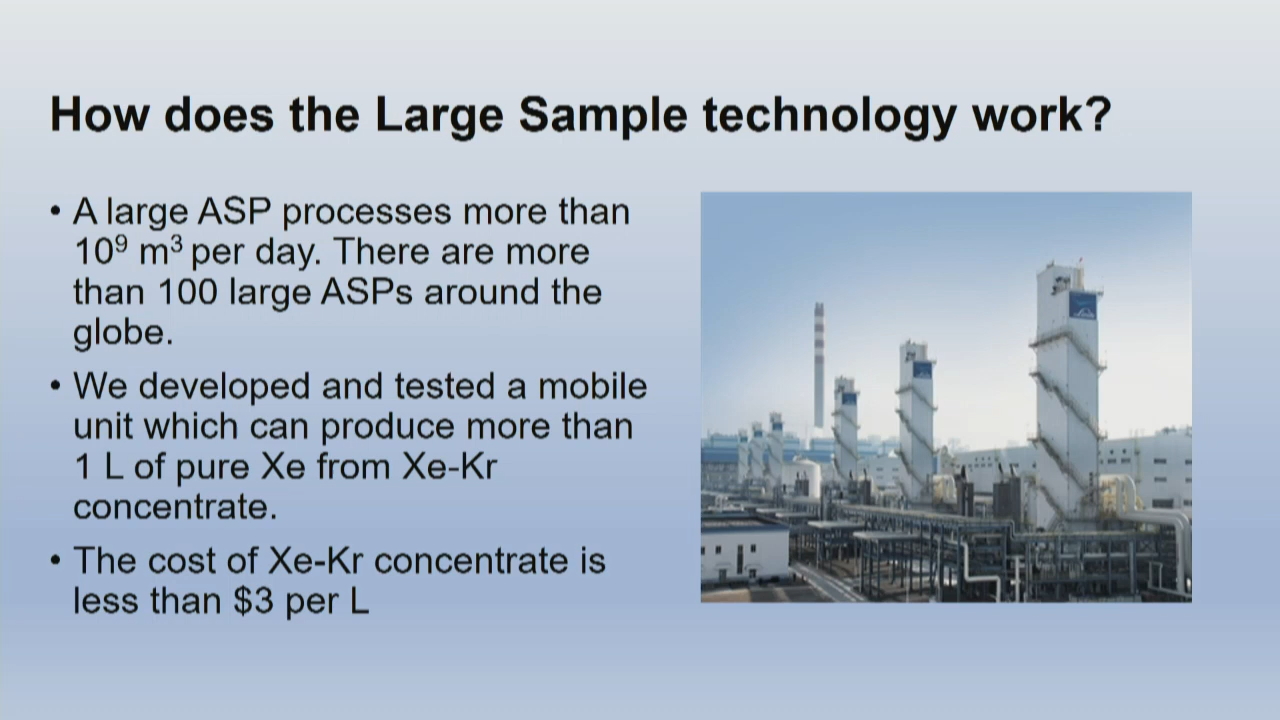 How does the Large Sample technology work?
• A large ASP processes more than
10⁹ m³ per day. There are more
than 100 large ASPs around the
globe.
• We developed and tested a mobile
unit which can produce more than
1 L of pure Xe from Xe-Kr
concentrate.
• The cost of Xe-Kr concentrate is
less than $3 per L